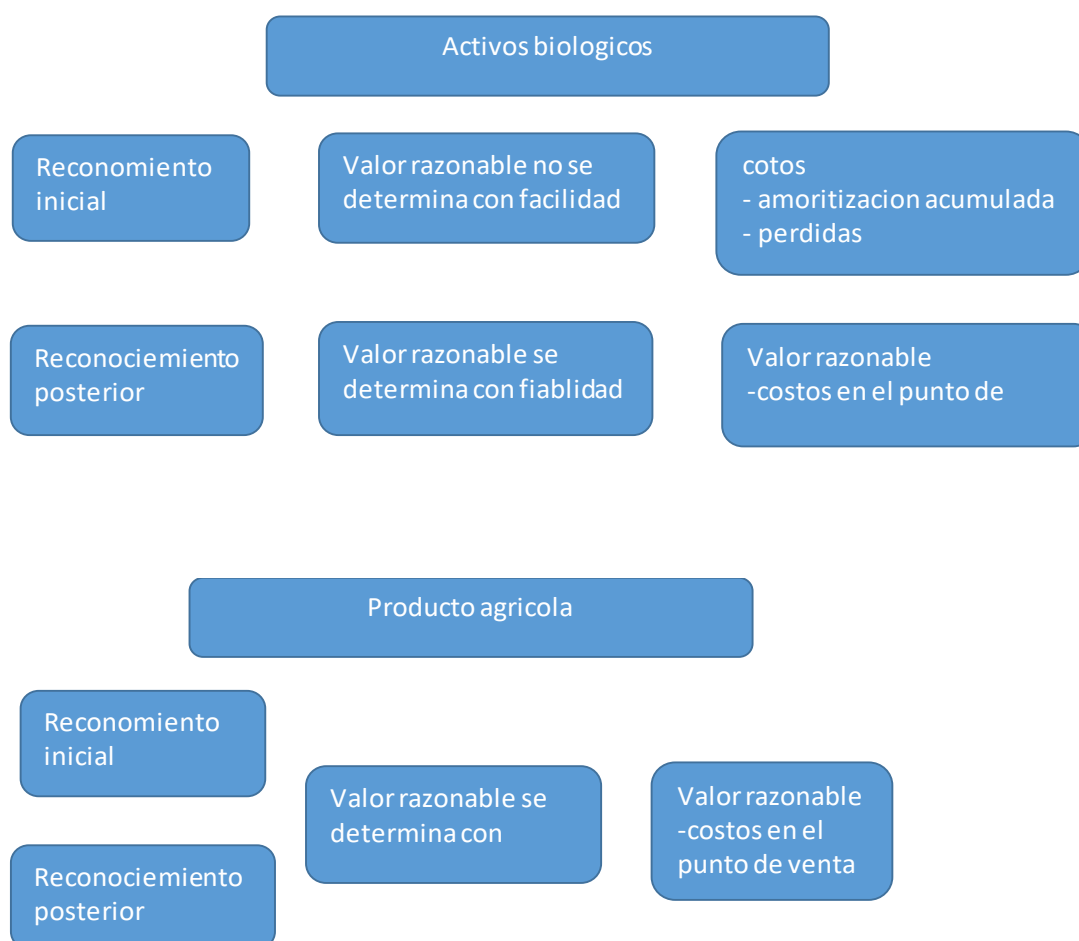 Activos biologicos
Reconomiento
inicial
Valor razonable no se
determina con facilidad
cotos
- amoritizacion acumulada
- perdidas
Reconociemiento
posterior
Valor razonable se
determina con fiablidad
Valor razonable
-costos en el punto de
Producto agricola
Reconomiento
inicial
Valor razonable se
determina con
Valor razonable
-costos en el
punto de venta
Reconociemiento
posterior